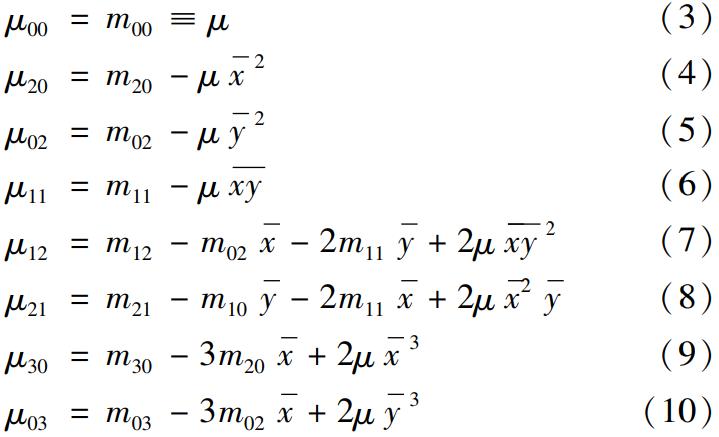 μ₀₀ = m₀₀ ≡ μ (3)
μ₂₀ = m₂₀ − μ x̄² (4)
μ₀₂ = m₀₂ − μ ȳ² (5)
μ₁₁ = m₁₁ − μ x̅y̅ (6)
μ₁₂ = m₁₂ − m₀₂ x̄ − 2m₁₁ ȳ + 2μ x̅y̅² (7)
μ₂₁ = m₂₁ − m₁₀ ȳ − 2m₁₁ x̄ + 2μ x̄² ȳ (8)
μ₃₀ = m₃₀ − 3m₂₀ x̄ + 2μ x̄³ (9)
μ₀₃ = m₀₃ − 3m₀₂ x̄ + 2μ ȳ³ (10)